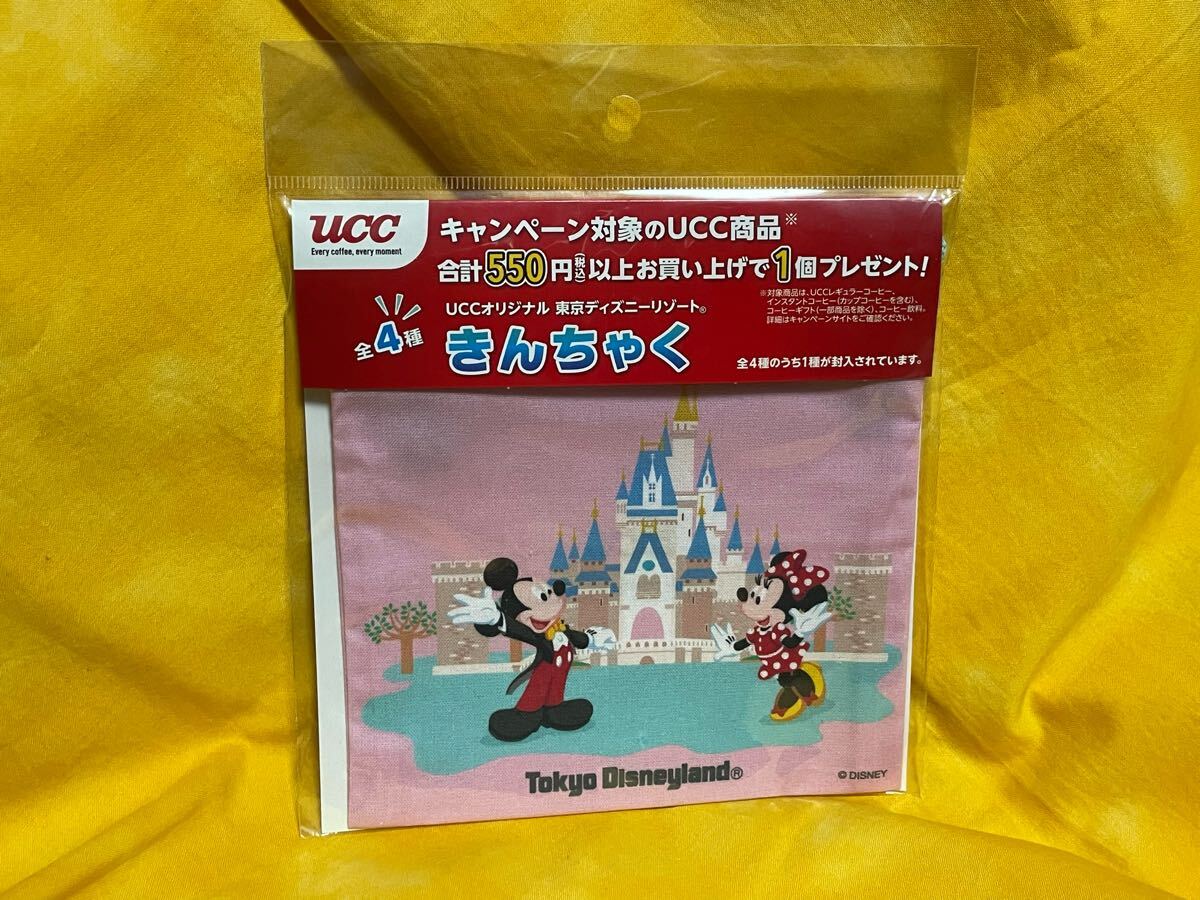 UCC
Every coffee, every moment
キャンペーン対象のUCC商品※
合計550円(税込)以上お買い上げで1個プレゼント!
※対象商品は、UCCレギュラーコーヒー、
インスタントコーヒー(カップコーヒーを含む)、
コーヒーギフト(一部商品を除く)、コーヒー飲料。
詳細はキャンペーンサイトをご確認ください。
全4種
UCCオリジナル 東京ディズニーリゾート®
きんちゃく
全4種のうち1種が封入されています。
Tokyo Disneyland®
© DISNEY